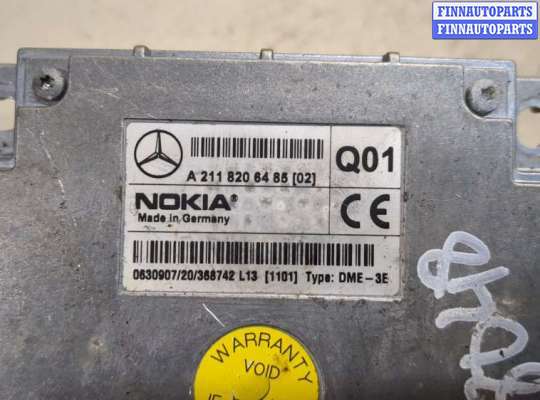 FINNAUTOPARTS
FINNAUTOPARTS
A 211 820 64 85 [02]
Q01
NOKIA®
Made in Germany
CE
0630907/20/368742 L13 [1101] Type: DME-3E
WARRANTY
VOID